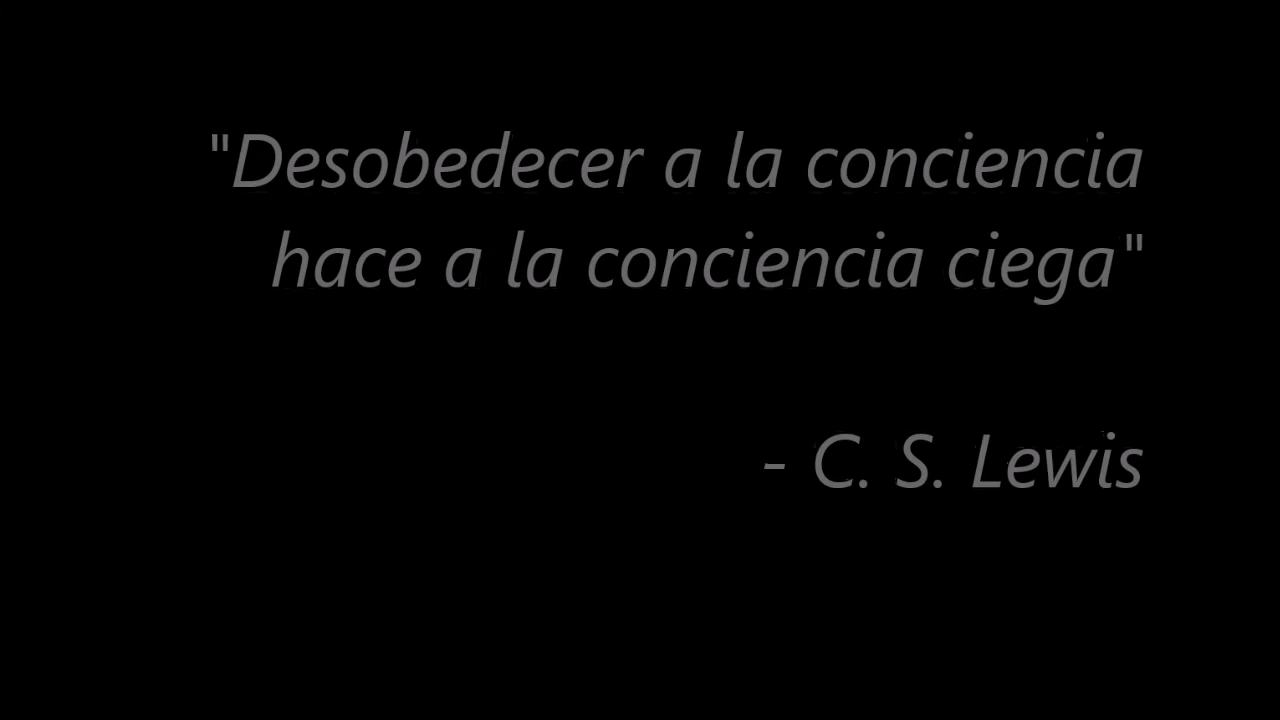 "Desobedecer a la conciencia
hace a la conciencia ciega"
- C. S. Lewis